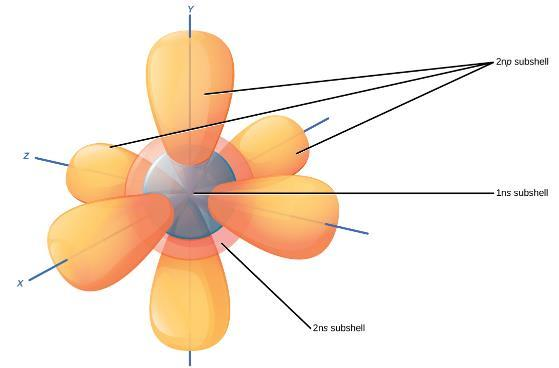 Y
2np subshell
Z
1ns subshell
X
2ns subshell